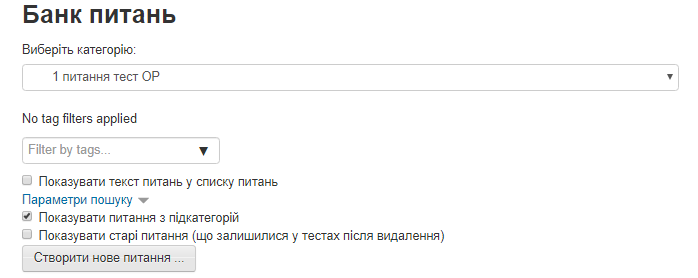 Банк питань
Виберіть категорію:
1 питання тест ОР
No tag filters applied
Filter by tags...
Показувати текст питань у списку питань
Параметри пошуку
Показувати питання з підкатегорій
Показувати старі питання (що залишилися у тестах після видалення)
Створити нове питання ...